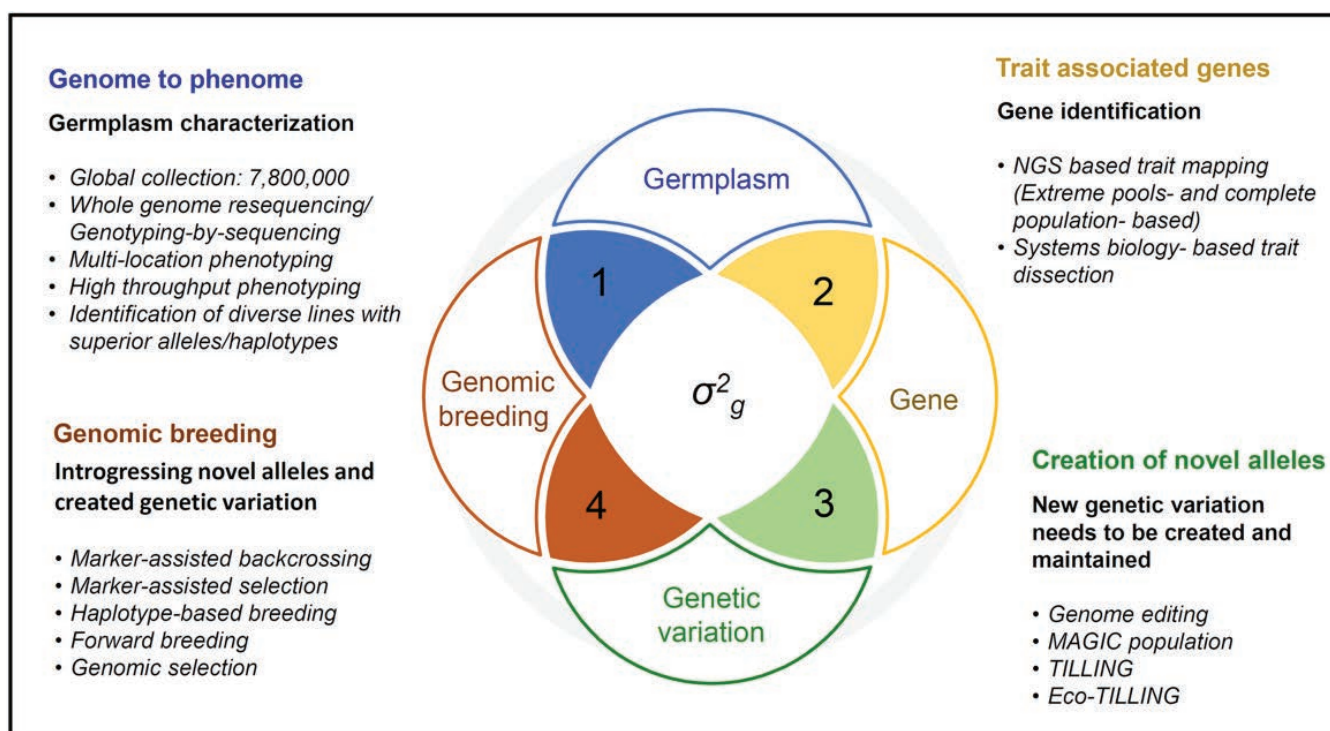 Genome to phenome
Germplasm characterization
• Global collection: 7,800,000
• Whole genome resequencing/
Genotyping-by-sequencing
• Multi-location phenotyping
• High throughput phenotyping
• Identification of diverse lines with
superior alleles/haplotypes
Trait associated genes
Gene identification
• NGS based trait mapping
(Extreme pools- and complete
population- based)
• Systems biology- based trait
dissection
Germplasm
1
2
Genomic
breeding
σ²g
Gene
4
3
Genetic
variation
Genomic breeding
Introgressing novel alleles and
created genetic variation
• Marker-assisted backcrossing
• Marker-assisted selection
• Haplotype-based breeding
• Forward breeding
• Genomic selection
Creation of novel alleles
New genetic variation
needs to be created and
maintained
• Genome editing
• MAGIC population
• TILLING
• Eco-TILLING